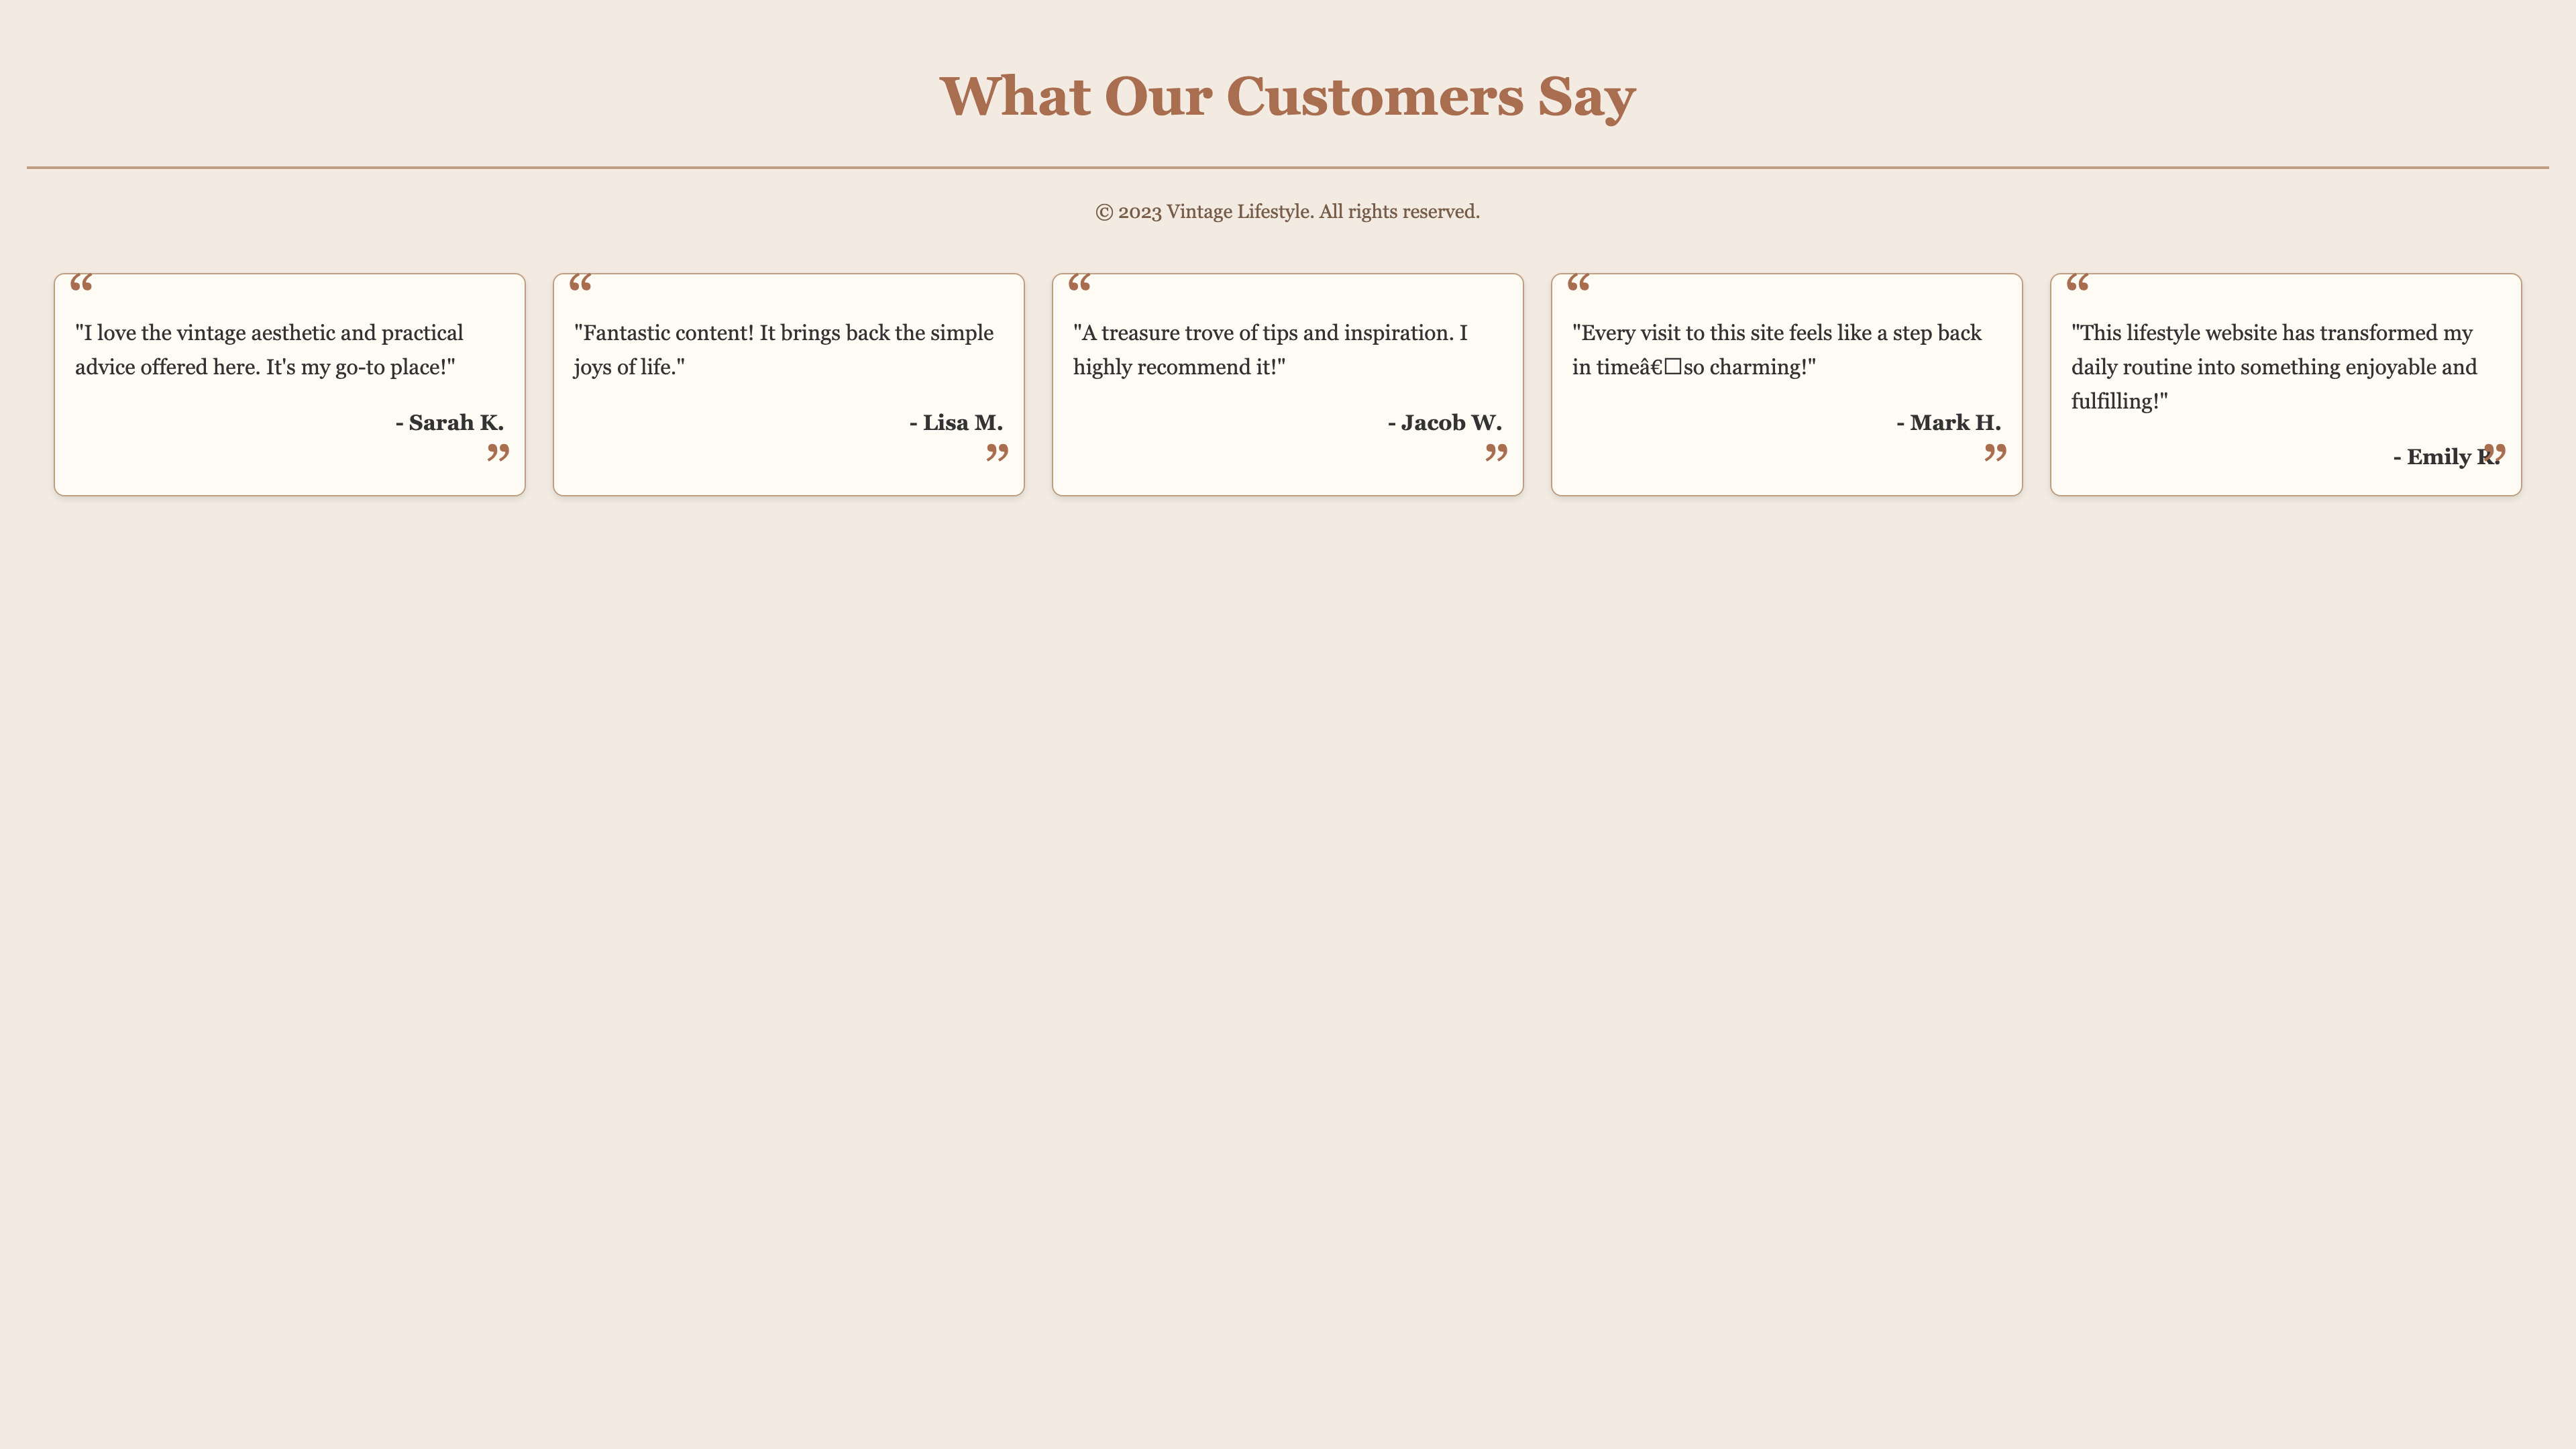 What Our Customers Say
© 2023 Vintage Lifestyle. All rights reserved.
“
"I love the vintage aesthetic and practical
advice offered here. It's my go-to place!"
- Sarah K.
”
“
"Fantastic content! It brings back the simple
joys of life."
- Lisa M.
”
“
"A treasure trove of tips and inspiration. I
highly recommend it!"
- Jacob W.
”
“
"Every visit to this site feels like a step back
in timeâ€□so charming!"
- Mark H.
”
“
"This lifestyle website has transformed my
daily routine into something enjoyable and
fulfilling!"
- Emily R.
”